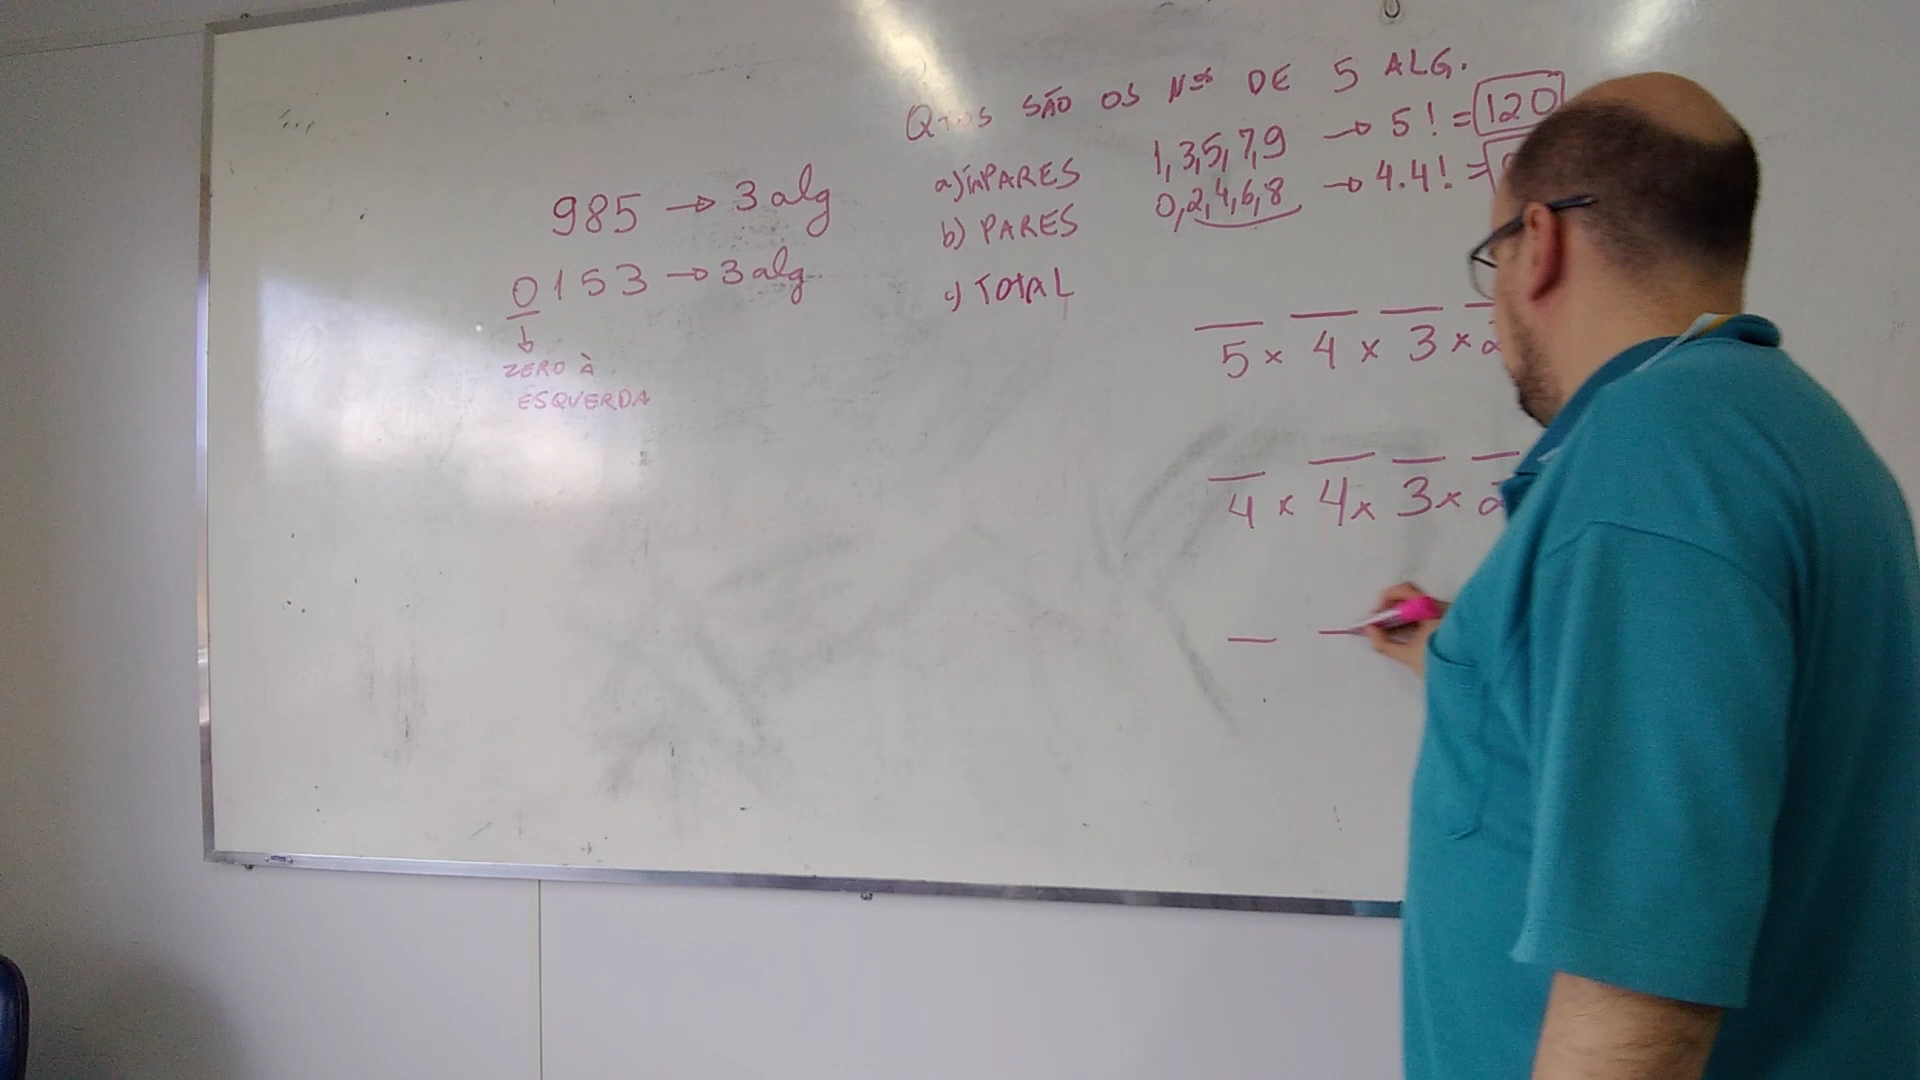 Qtos SÃO OS Nºs DE 5 ALG.
a) ÍMPARES 1,3,5,7,9 → 5! = 120
b) PARES 0,2,4,6,8 → 4.4! =
c) TOTAL
985 → 3 alg
0153 → 3 alg.
↓
ZERO À
ESQUERDA
5 × 4 × 3 × 2
4 × 4 × 3 × 2